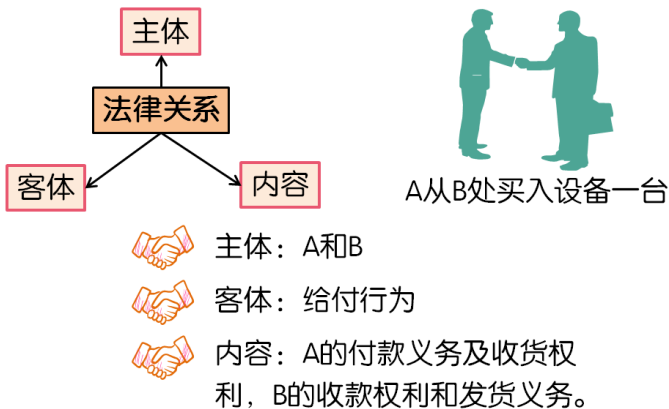 主体
法律关系
客体
内容
A从B处买入设备一台
主体：A和B
客体：给付行为
内容：A的付款义务及收货权
利，B的收款权利和发货义务。